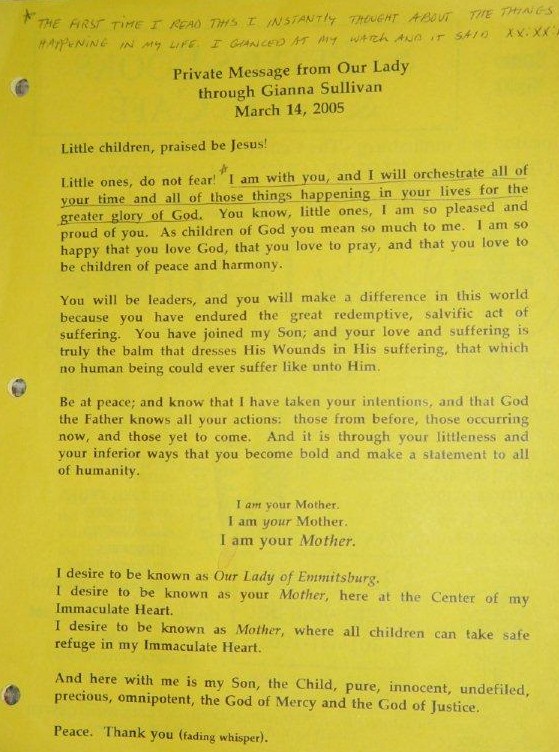 * THE FIRST TIME I READ THIS I INSTANTLY THOUGHT ABOUT THE THINGS
HAPPENING IN MY LIFE. I GLANCED AT MY WATCH AND IT SAID XX:XX.
Private Message from Our Lady
through Gianna Sullivan
March 14, 2005
Little children, praised be Jesus!
Little ones, do not fear! * I am with you, and I will orchestrate all of
your time and all of those things happening in your lives for the
greater glory of God. You know, little ones, I am so pleased and
proud of you. As children of God you mean so much to me. I am so
happy that you love God, that you love to pray, and that you love to
be children of peace and harmony.
You will be leaders, and you will make a difference in this world
because you have endured the great redemptive, salvific act of
suffering. You have joined my Son; and your love and suffering is
truly the balm that dresses His Wounds in His suffering, that which
no human being could ever suffer like unto Him.
Be at peace; and know that I have taken your intentions, and that God
the Father knows all your actions: those from before, those occurring
now, and those yet to come. And it is through your littleness and
your inferior ways that you become bold and make a statement to all
of humanity.
I am your Mother.
I am your Mother.
I am your Mother.
I desire to be known as Our Lady of Emmitsburg.
I desire to be known as your Mother, here at the Center of my
Immaculate Heart.
I desire to be known as Mother, where all children can take safe
refuge in my Immaculate Heart.
And here with me is my Son, the Child, pure, innocent, undefiled,
precious, omnipotent, the God of Mercy and the God of Justice.
Peace. Thank you (fading whisper).